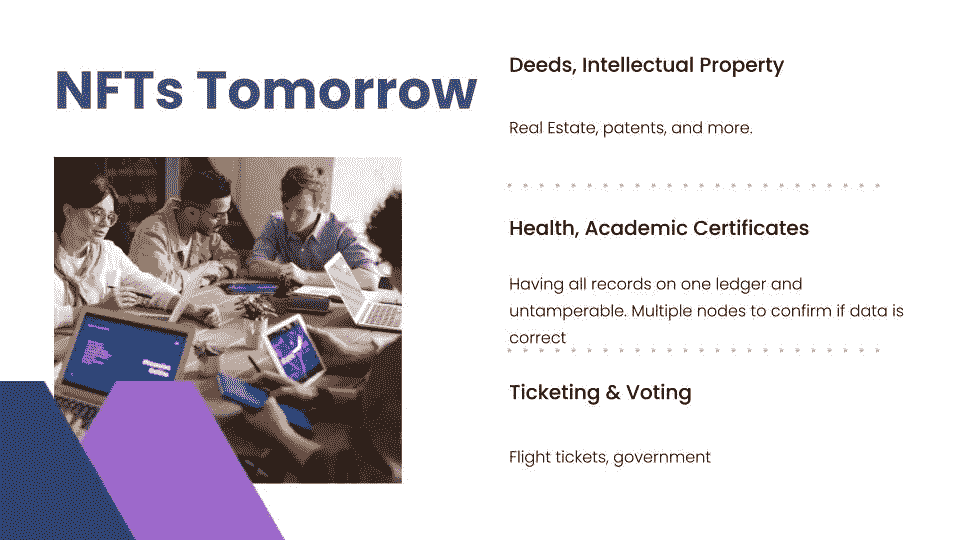 NFTs Tomorrow
Deeds, Intellectual Property
Real Estate, patents, and more.
Health, Academic Certificates
Having all records on one ledger and
untamperable. Multiple nodes to confirm if data is
correct
Ticketing & Voting
Flight tickets, government